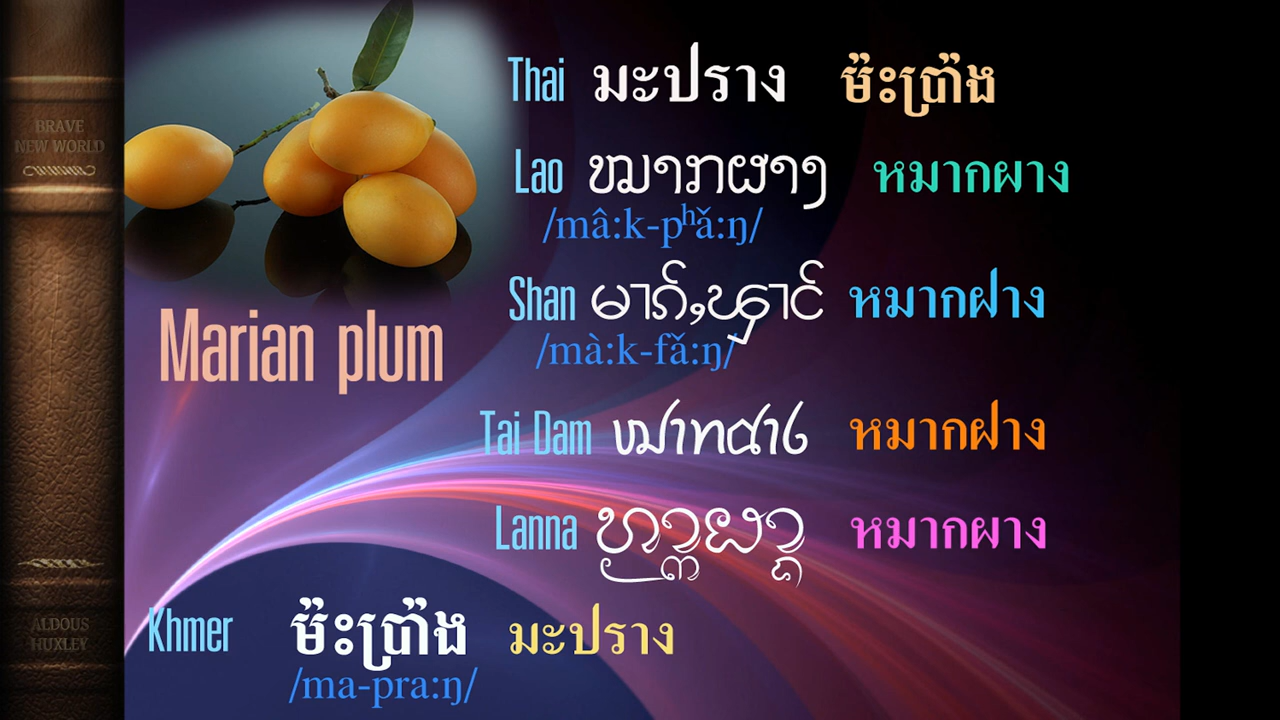 BRAVE
NEW WORLD
Thai มะปราง ម៉ះប្រ៉ាង
Lao ໝາກຜາງ หมากผาง
/mâ:k-pʰǎ:ŋ/
Shan မၢၵ်ႇၽၢင် หมากฝาง
/mà:k-fǎ:ŋ/
Marian plum
Tai Dam หมากฝาง
Lanna หมากผาง
Khmer ម៉ះប្រ៉ាង มะปราง
/ma-pra:ŋ/
ALDOUS
HUXLEY